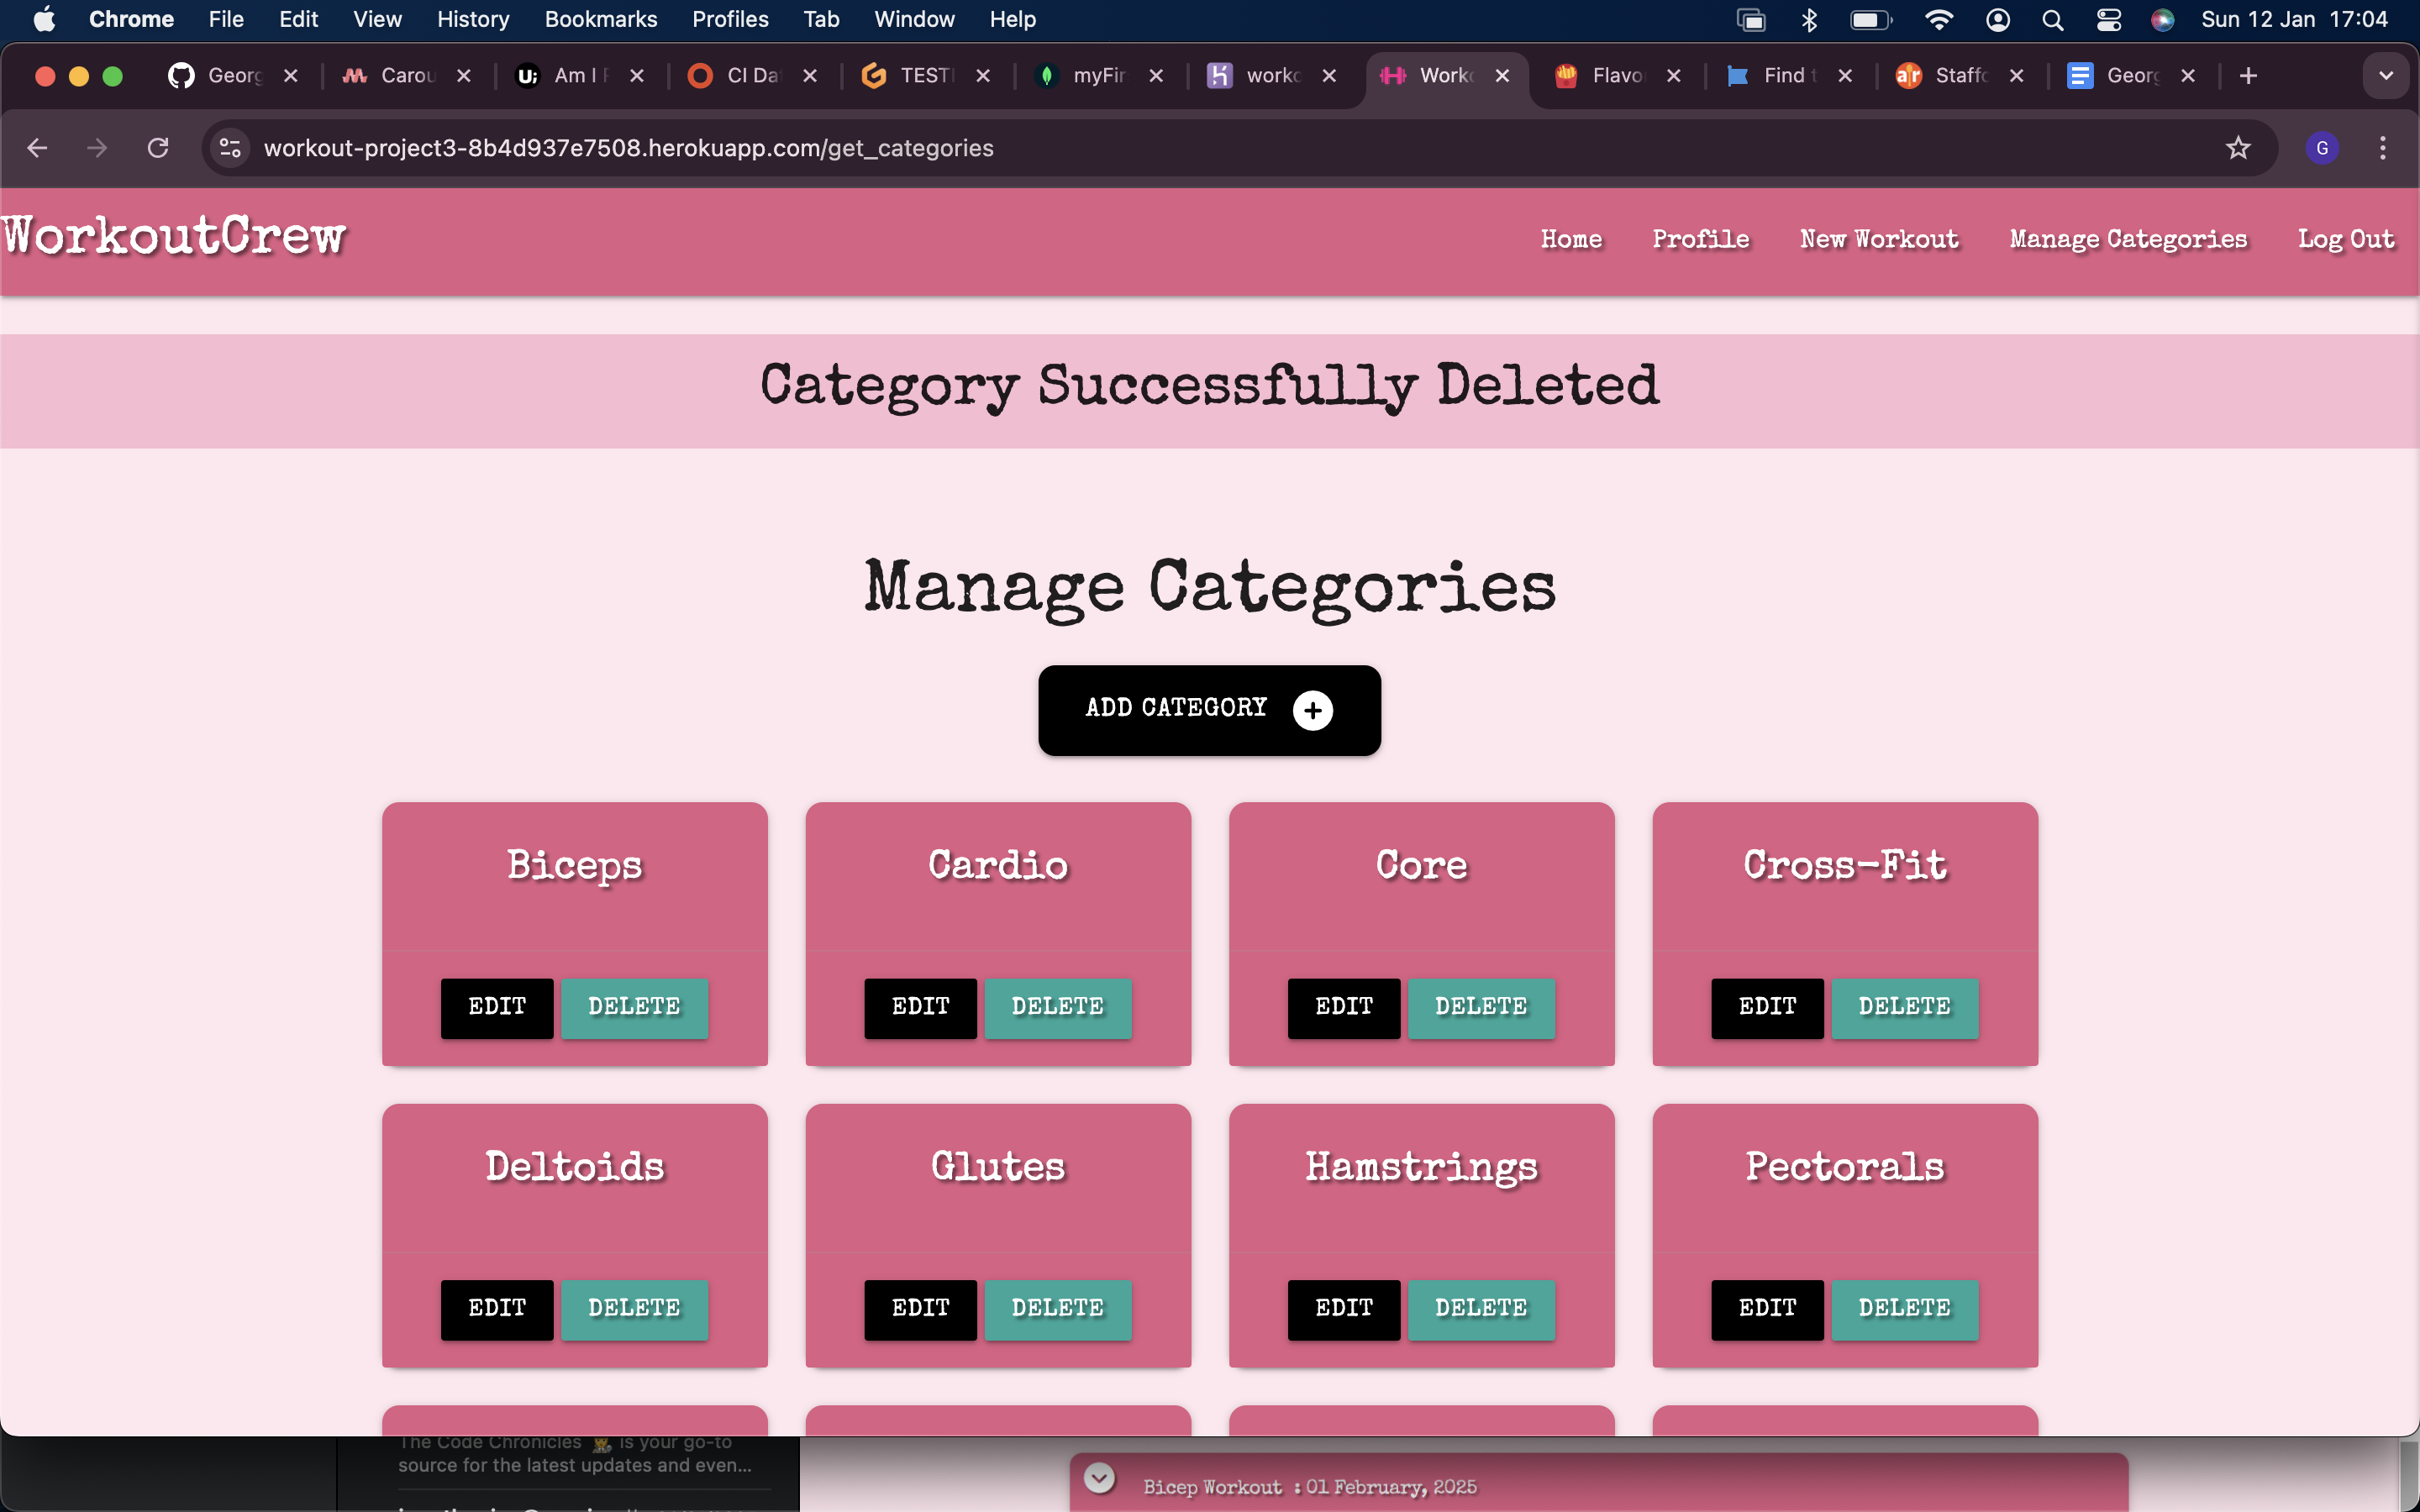 Chrome File Edit View History Bookmarks Profiles Tab Window Help Sun 12 Jan 17:04
Georg Carou Am I CI Da TEST myFir worko Worko Flavo Find Staffo Georg
workout-project3-8b4d937e7508.herokuapp.com/get_categories G
WorkoutCrew Home Profile New Workout Manage Categories Log Out
Category Successfully Deleted
Manage Categories
ADD CATEGORY
Biceps Cardio Core Cross-Fit
EDIT DELETE EDIT DELETE EDIT DELETE EDIT DELETE
Deltoids Glutes Hamstrings Pectorals
EDIT DELETE EDIT DELETE EDIT DELETE EDIT DELETE
The Code Chronicles is your go-to
source for the latest updates and even...
Bicep Workout : 01 February, 2025